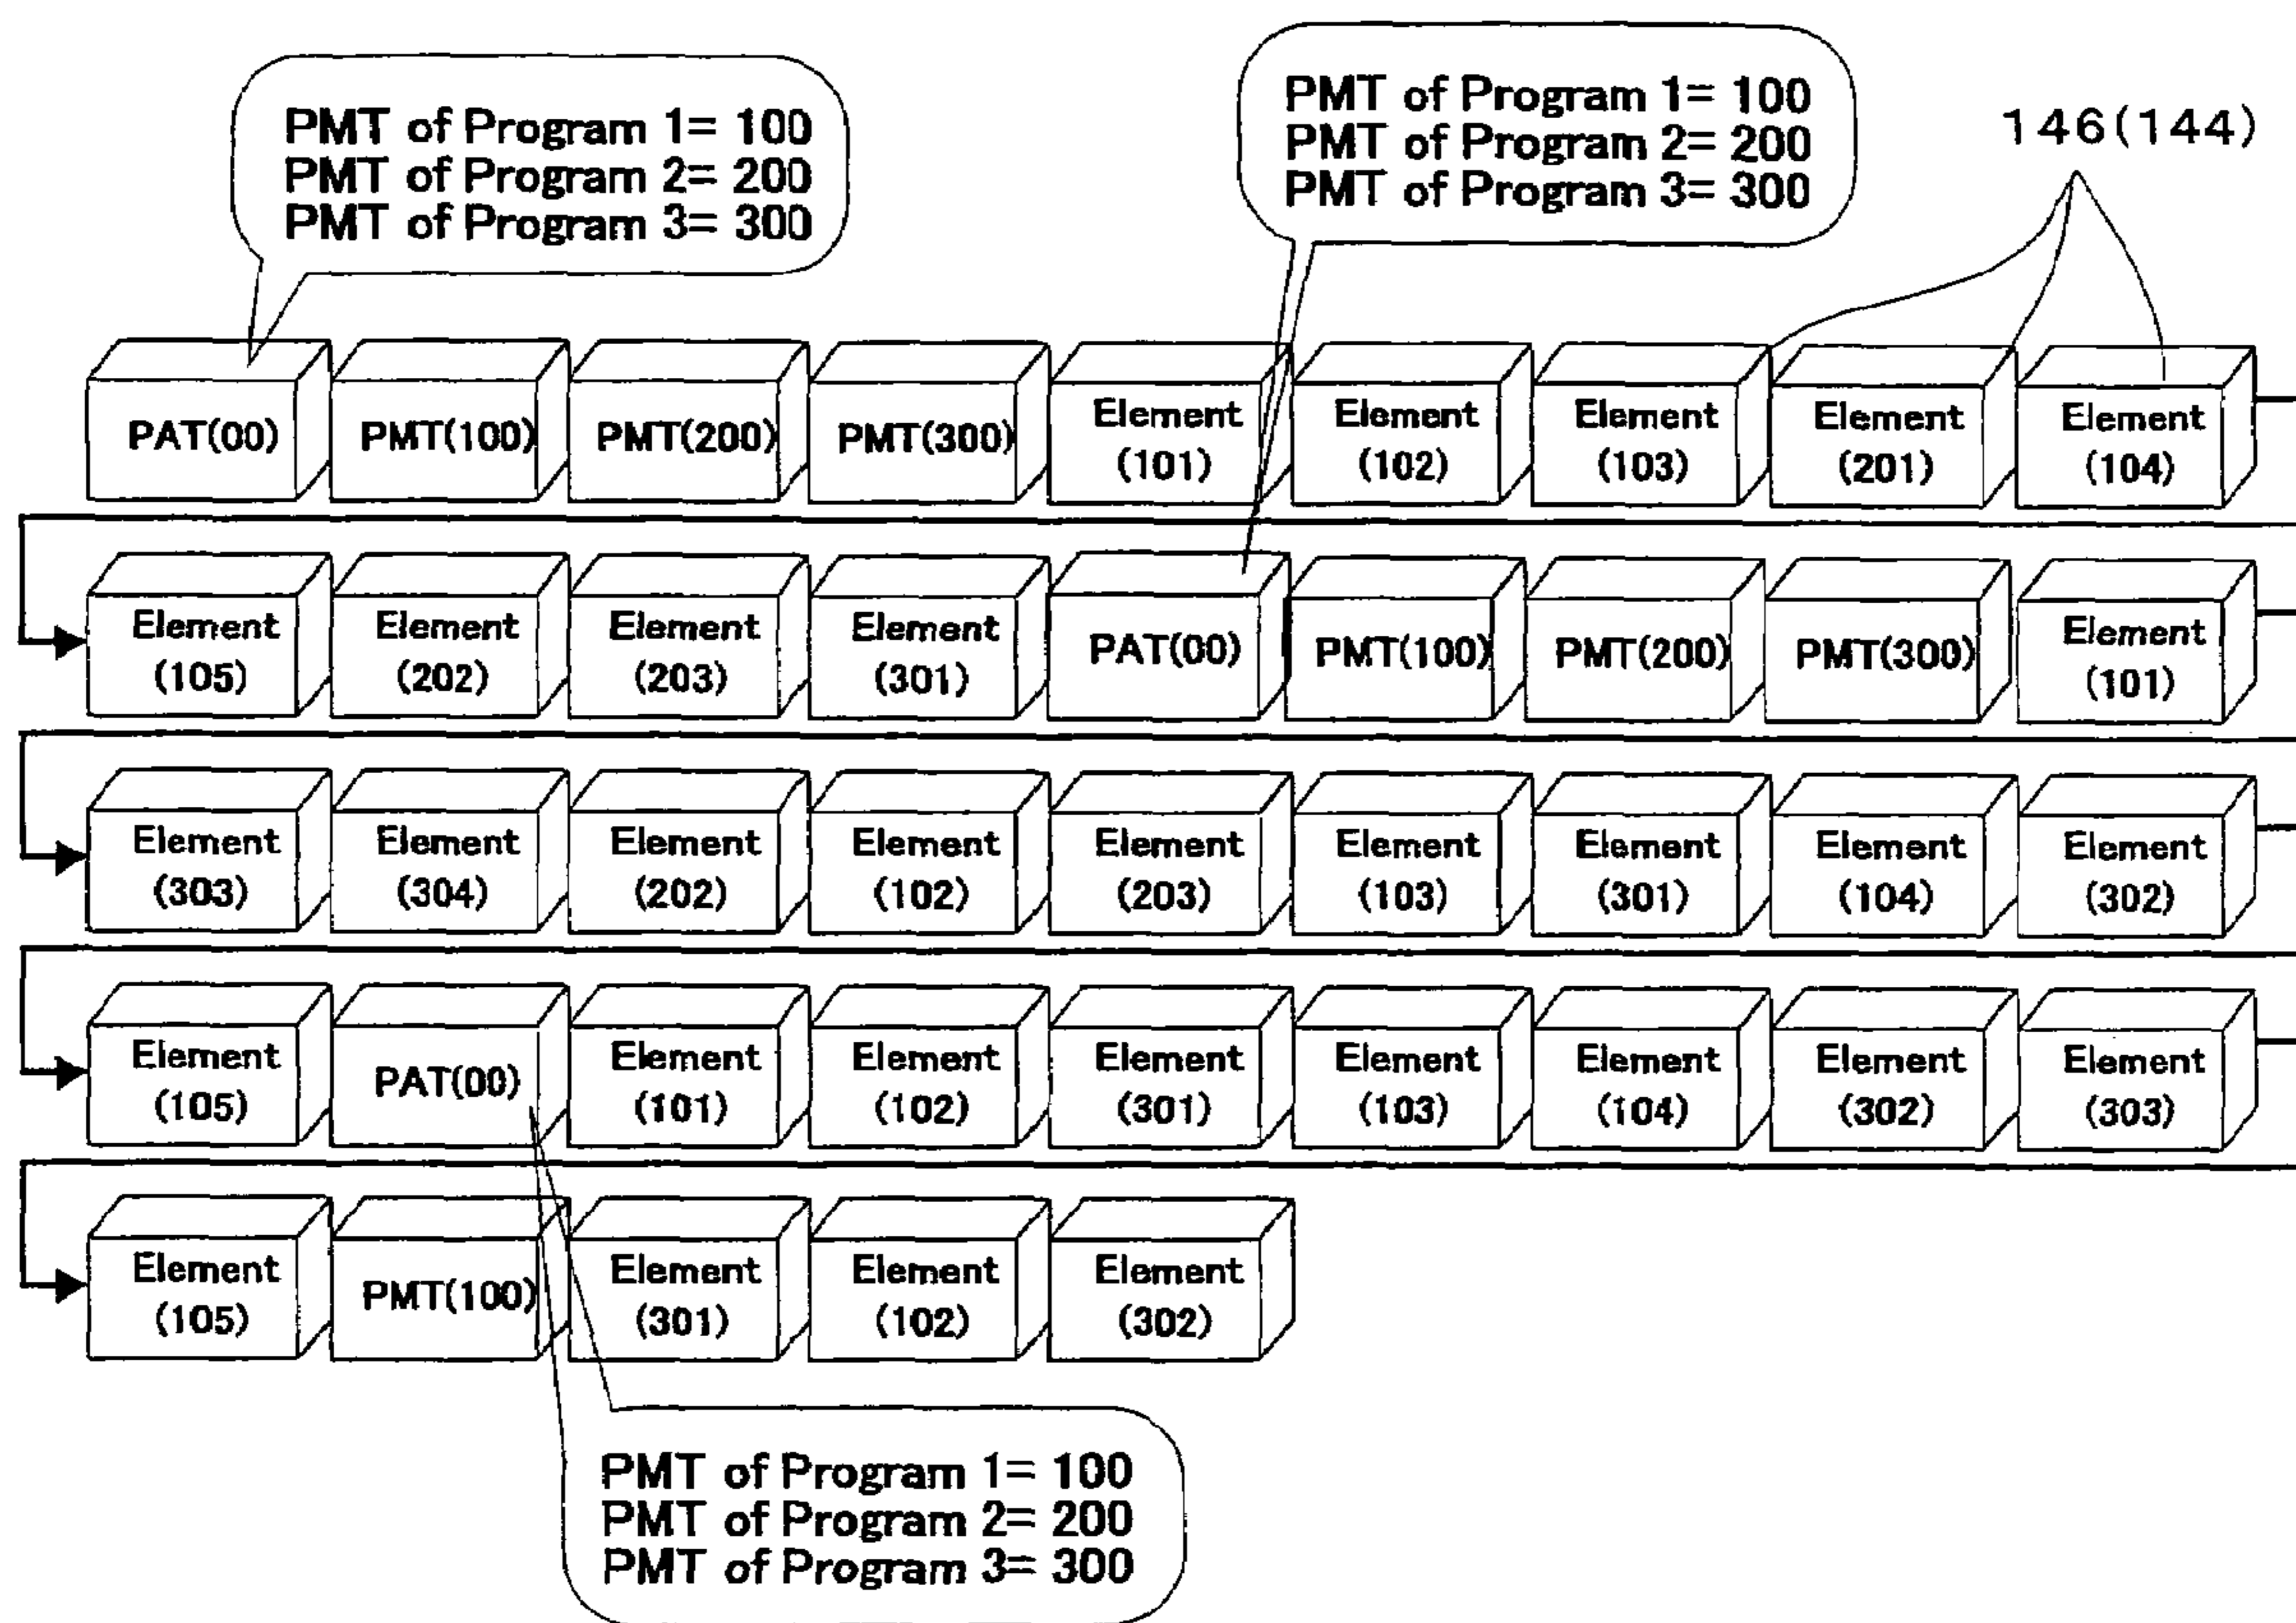 PMT of Program 1= 100
PMT of Program 2= 200
PMT of Program 3= 300
PMT of Program 1= 100
PMT of Program 2= 200
PMT of Program 3= 300
146(144)
PAT(00)
PMT(100)
PMT(200)
PMT(300)
Element
(101)
Element
(102)
Element
(103)
Element
(201)
Element
(104)
Element
(105)
Element
(202)
Element
(203)
Element
(301)
PAT(00)
PMT(100)
PMT(200)
PMT(300)
Element
(101)
Element
(303)
Element
(304)
Element
(202)
Element
(102)
Element
(203)
Element
(103)
Element
(301)
Element
(104)
Element
(302)
Element
(105)
PAT(00)
Element
(101)
Element
(102)
Element
(301)
Element
(103)
Element
(104)
Element
(302)
Element
(303)
Element
(105)
PMT(100)
Element
(301)
Element
(102)
Element
(302)
PMT of Program 1= 100
PMT of Program 2= 200
PMT of Program 3= 300